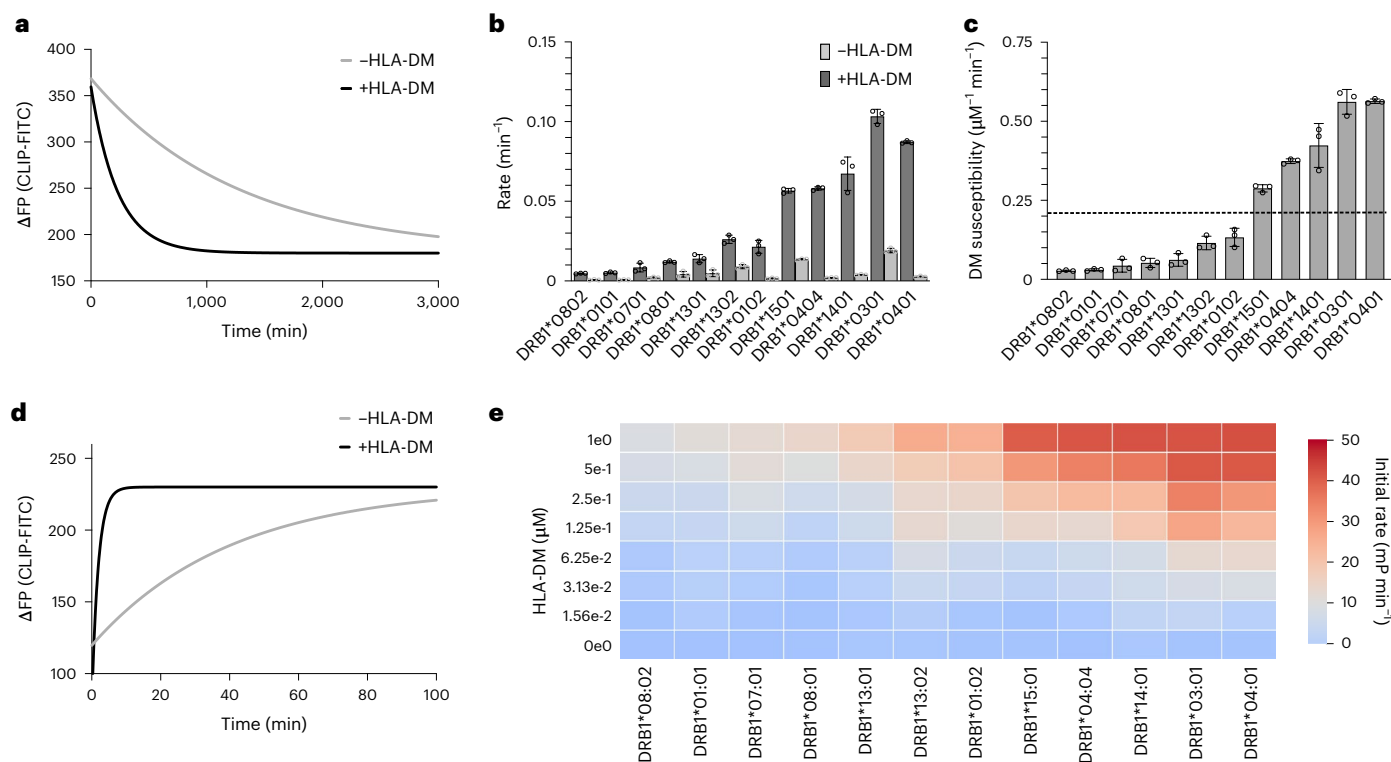 a
ΔFP (CLIP-FITC)
400
350
300
250
200
150
0
1,000
2,000
3,000
Time (min)
–HLA-DM
+HLA-DM
b
Rate (min⁻¹)
0.15
0.10
0.05
0
–HLA-DM
+HLA-DM
DRB1*0802
DRB1*0101
DRB1*0701
DRB1*0801
DRB1*1301
DRB1*1302
DRB1*0102
DRB1*1501
DRB1*0404
DRB1*1401
DRB1*0301
DRB1*0401
c
DM susceptibility (μM⁻¹ min⁻¹)
0.75
0.50
0.25
0
DRB1*0802
DRB1*0101
DRB1*0701
DRB1*0801
DRB1*1301
DRB1*1302
DRB1*0102
DRB1*1501
DRB1*0404
DRB1*1401
DRB1*0301
DRB1*0401
d
ΔFP (CLIP-FITC)
250
200
150
100
0
20
40
60
80
100
Time (min)
–HLA-DM
+HLA-DM
e
HLA-DM (μM)
1e0
5e-1
2.5e-1
1.25e-1
6.25e-2
3.13e-2
1.56e-2
0e0
DRB1*08:02
DRB1*01:01
DRB1*07:01
DRB1*08:01
DRB1*13:01
DRB1*13:02
DRB1*01:02
DRB1*15:01
DRB1*04:04
DRB1*14:01
DRB1*03:01
DRB1*04:01
50
40
30
20
10
0
Initial rate (mP min⁻¹)